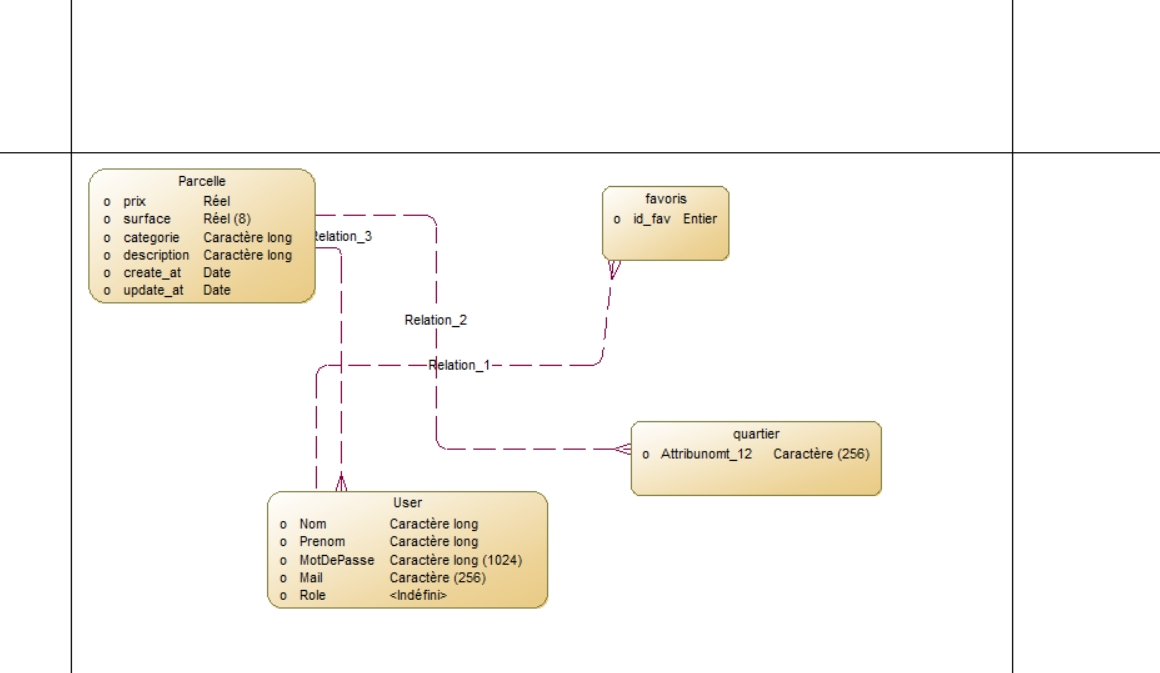 Parcelle
o prix Réel
o surface Réel (8)
o categorie Caractère long
o description Caractère long
o create_at Date
o update_at Date
favoris
o id_fav Entier
Relation_3
Relation_2
Relation_1
quartier
o Attribunomt_12 Caractère (256)
User
o Nom Caractère long
o Prenom Caractère long
o MotDePasse Caractère long (1024)
o Mail Caractère (256)
o Role <Indéfini>